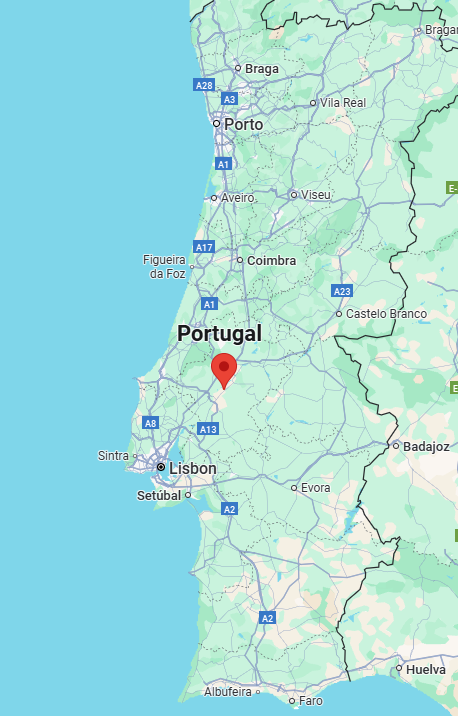 Braga
A28
A3
Vila Real
Porto
A1
Viseu
Aveiro
A17
Figueira
da Foz
Coimbra
A23
A1
Castelo Branco
Portugal
A8
A13
Badajoz
Sintra
Lisbon
Setúbal
Evora
A2
A2
Huelva
Albufeira
Faro